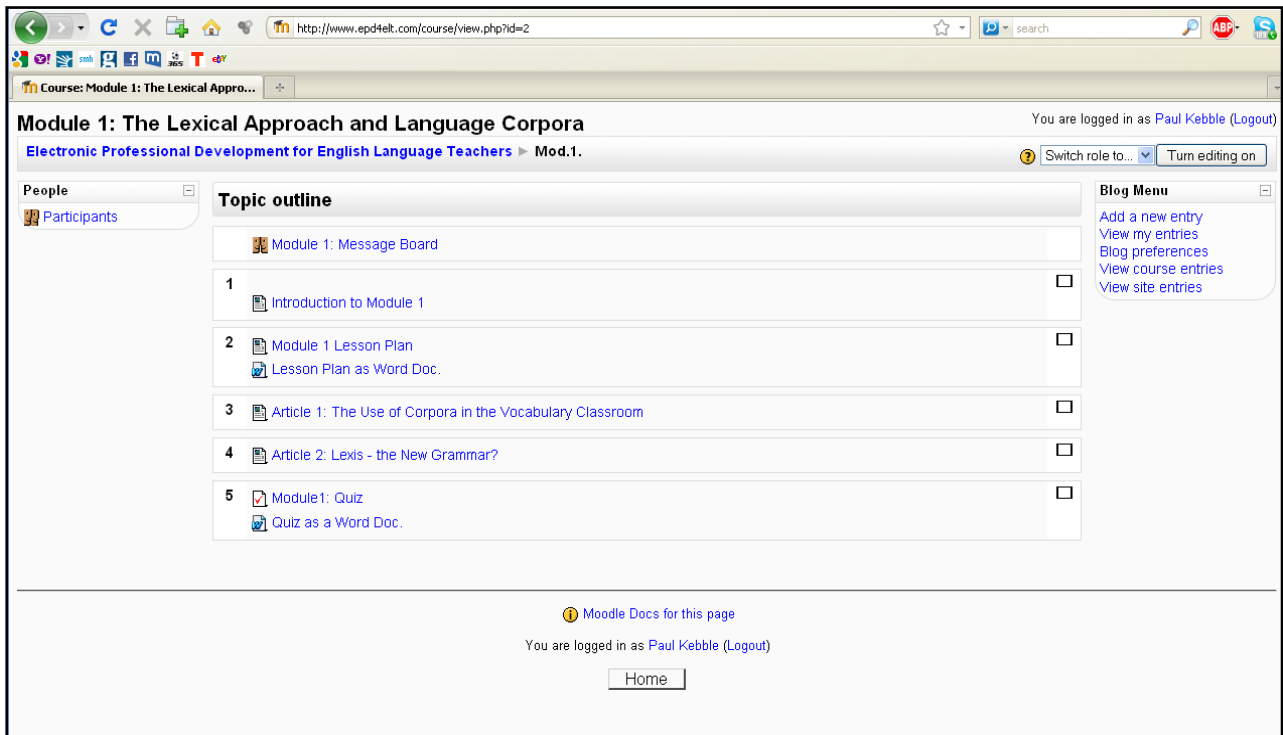 http://www.epd4elt.com/course/view.php?id=2
search
ABP
Y!
smh
365
T
ebY
Course: Module 1: The Lexical Appro...
Module 1: The Lexical Approach and Language Corpora
You are logged in as Paul Kebble (Logout)
Electronic Professional Development for English Language Teachers ► Mod.1.
Switch role to...
Turn editing on
People
Participants
Topic outline
Module 1: Message Board
1
Introduction to Module 1
2
Module 1 Lesson Plan
Lesson Plan as Word Doc.
3
Article 1: The Use of Corpora in the Vocabulary Classroom
4
Article 2: Lexis - the New Grammar?
5
Module1: Quiz
Quiz as a Word Doc.
Blog Menu
Add a new entry
View my entries
Blog preferences
View course entries
View site entries
Moodle Docs for this page
You are logged in as Paul Kebble (Logout)
Home